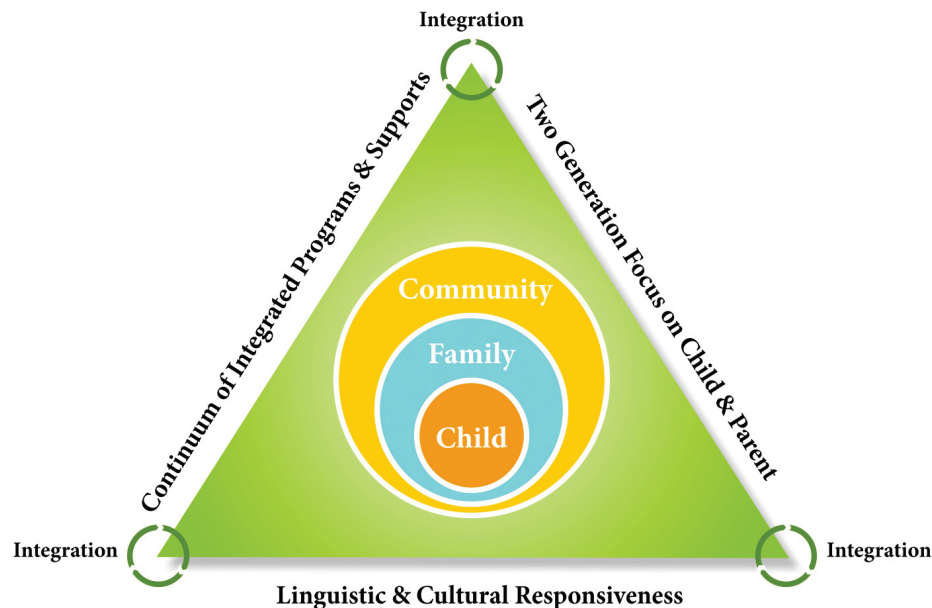 Integration
Continuum of Integrated Programs & Supports
Two Generation Focus on Child & Parent
Community
Family
Child
Integration
Integration
Linguistic & Cultural Responsiveness